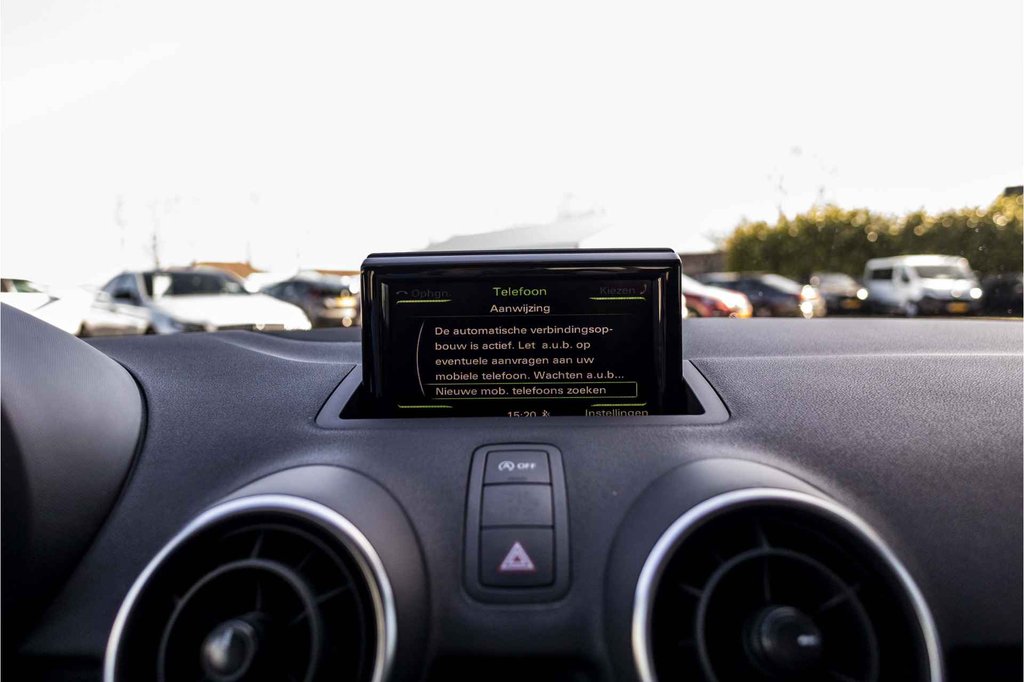 Ophgn. Telefoon Kiezen
Aanwijzing
De automatische verbindingsop-
bouw is actief. Let a.u.b. op
eventuele aanvragen aan uw
mobiele telefoon. Wachten a.u.b...
Nieuwe mob. telefoons zoeken
15:20 Instellingen
A OFF